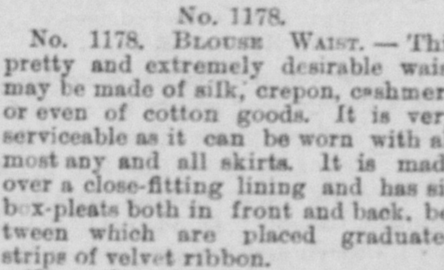 No. 1178.
No. 1178. BLOUSE WAIST. — Thi
pretty and extremely desirable wais
may be made of silk, crepon, cashmer
or even of cotton goods. It is ver
serviceable as it can be worn with a
most any and all skirts. It is mad
over a close-fitting lining and has si
box-pleats both in front and back, be
tween which are placed graduate
strips of velvet ribbon.